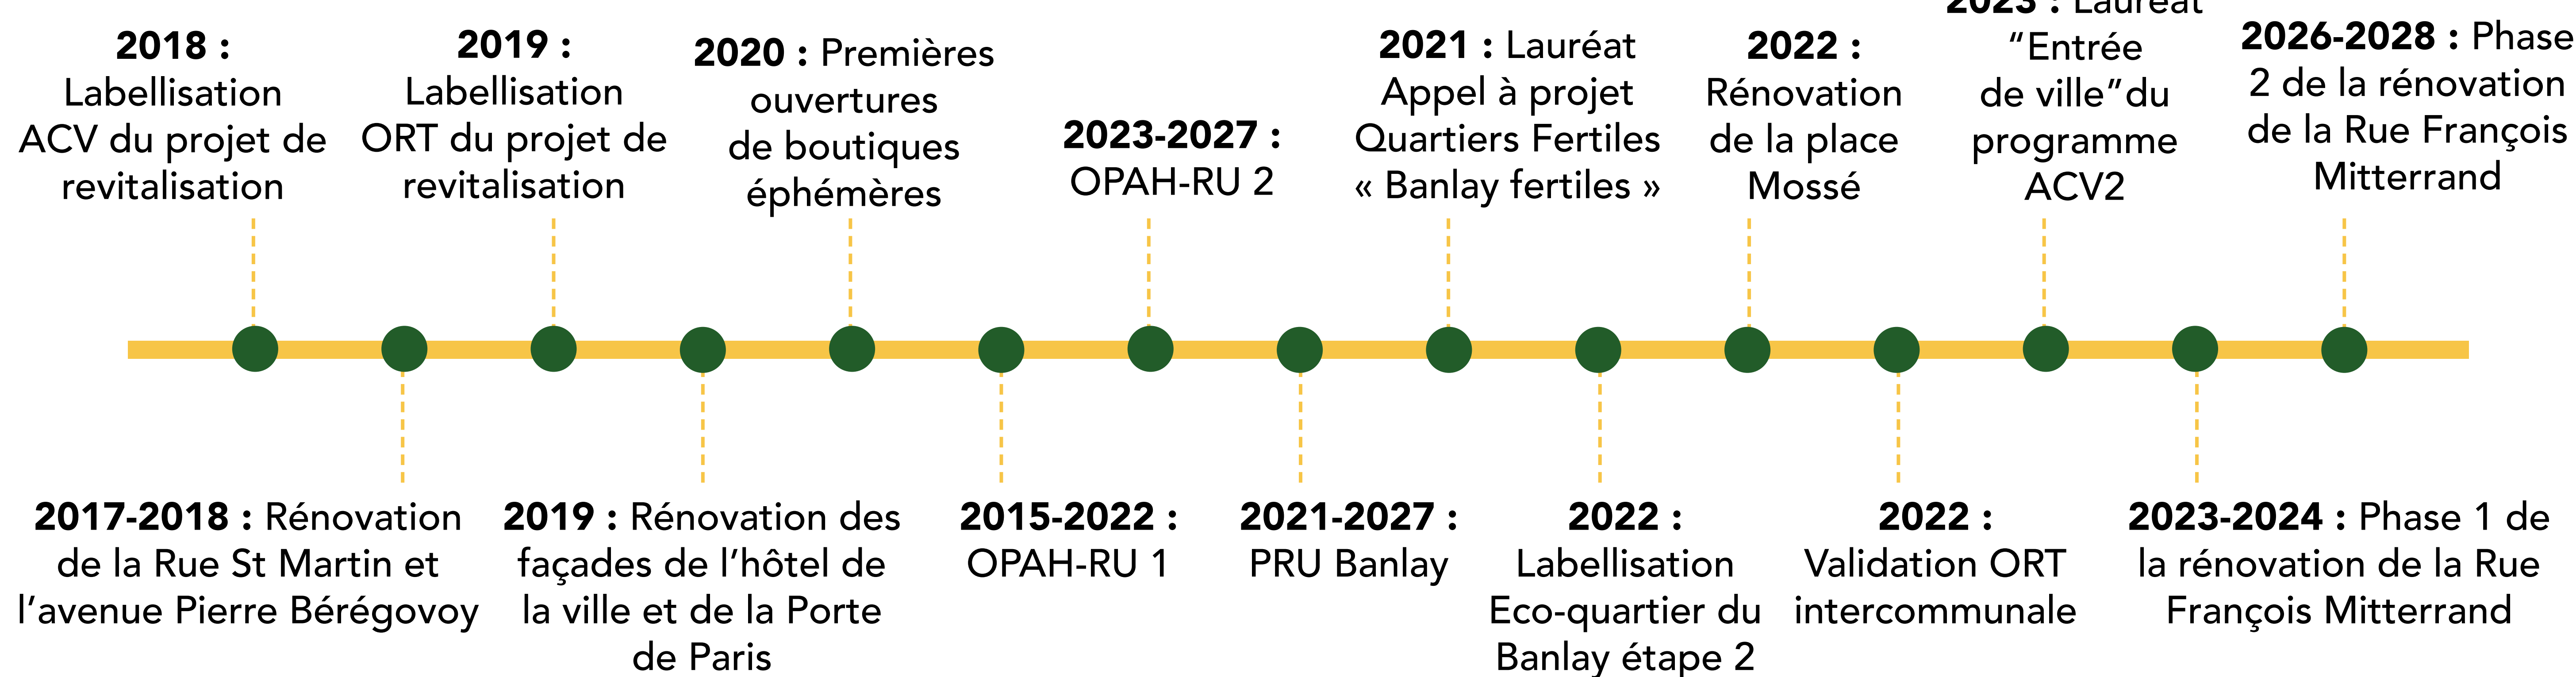 2018 :
Labellisation
ACV du projet de
revitalisation
2019 :
Labellisation
ORT du projet de
revitalisation
2020 : Premières
ouvertures
de boutiques
éphémères
2023-2027 :
OPAH-RU 2
2021 : Lauréat
Appel à projet
Quartiers Fertiles
« Banlay fertiles »
2022 :
Rénovation
de la place
Mossé
2023 : Lauréat
“Entrée
de ville”du
programme
ACV2
2026-2028 : Phase
2 de la rénovation
de la Rue François
Mitterrand
2017-2018 : Rénovation
de la Rue St Martin et
l’avenue Pierre Bérégovoy
2019 : Rénovation des
façades de l’hôtel de
la ville et de la Porte
de Paris
2015-2022 :
OPAH-RU 1
2021-2027 :
PRU Banlay
2022 :
Labellisation
Eco-quartier du
Banlay étape 2
2022 :
Validation ORT
intercommunale
2023-2024 : Phase 1 de
la rénovation de la Rue
François Mitterrand